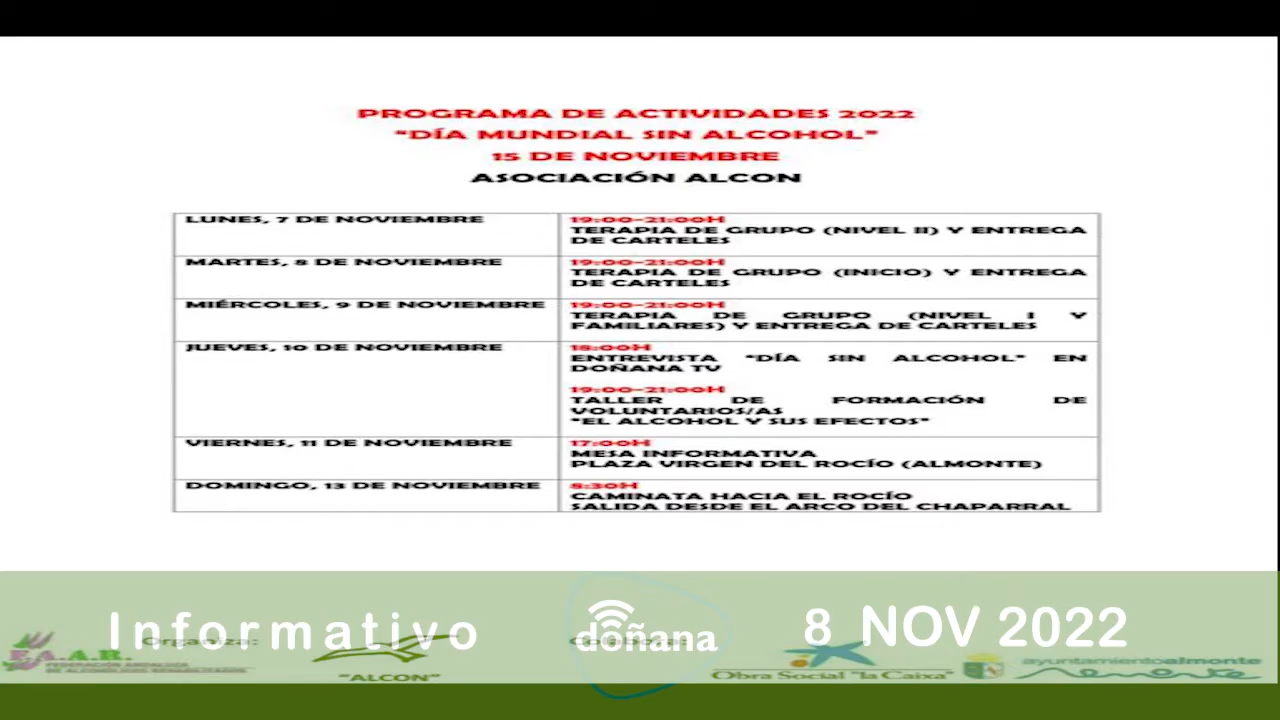 PROGRAMA DE ACTIVIDADES 2022
"DÍA MUNDIAL SIN ALCOHOL"
15 DE NOVIEMBRE
ASOCIACIÓN ALCON
LUNES, 7 DE NOVIEMBRE
19:00-21:00H
TERAPIA DE GRUPO (NIVEL II) Y ENTREGA
DE CARTELES
MARTES, 8 DE NOVIEMBRE
19:00-21:00H
TERAPIA DE GRUPO (INICIO) Y ENTREGA
DE CARTELES
MIÉRCOLES, 9 DE NOVIEMBRE
19:00-21:00H
TERAPIA DE GRUPO (NIVEL I Y
FAMILIARES) Y ENTREGA DE CARTELES
JUEVES, 10 DE NOVIEMBRE
18:00H
ENTREVISTA "DÍA SIN ALCOHOL" EN
DOÑANA TV
19:00-21:00H
TALLER DE FORMACIÓN DE
VOLUNTARIOS/AS
"EL ALCOHOL Y SUS EFECTOS"
VIERNES, 11 DE NOVIEMBRE
17:00H
MESA INFORMATIVA
PLAZA VIRGEN DEL ROCÍO (ALMONTE)
DOMINGO, 13 DE NOVIEMBRE
8:30H
CAMINATA HACIA EL ROCÍO
SALIDA DESDE EL ARCO DEL CHAPARRAL
Informativo
doñana
8 NOV 2022
Organiza:
F.A.A.R.
FEDERACIÓN ANDALUZA
DE ALCOHÓLICOS REHABILITADOS
"ALCON"
Obra Social "la Caixa"
ayuntamientoalmonte